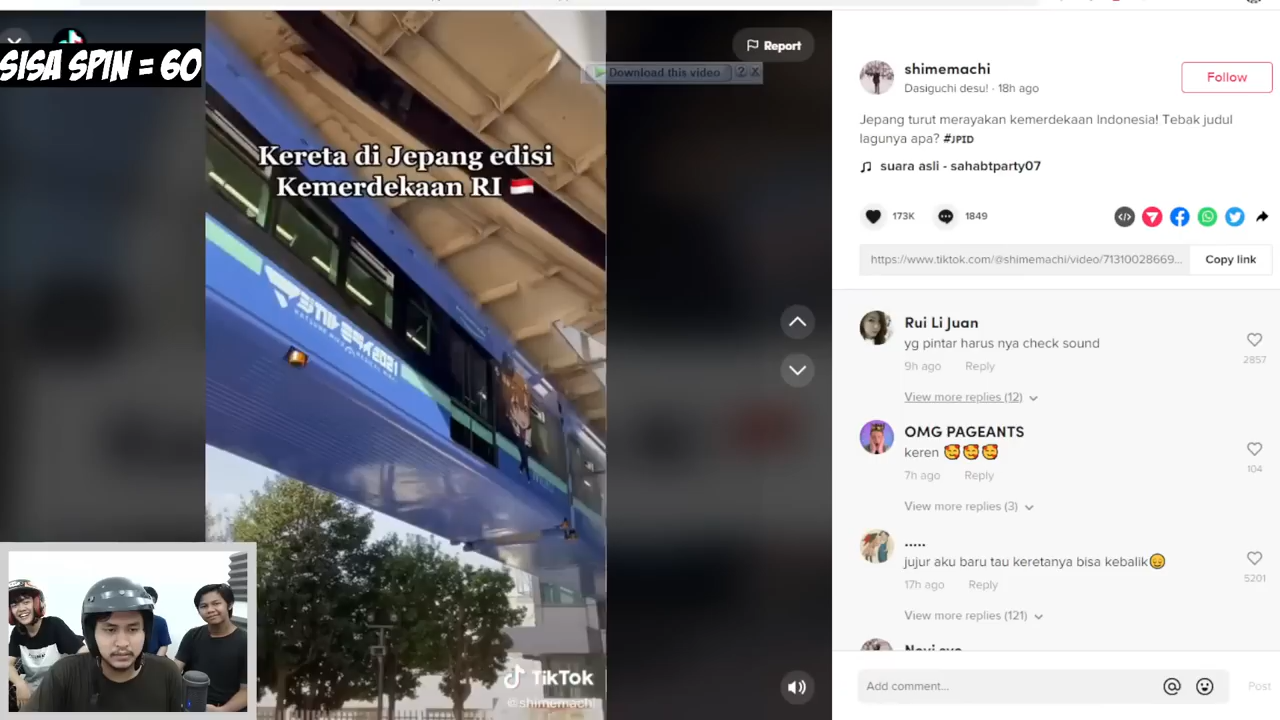 SISA SPIN = 60
Report
Download this video
? X
Kereta di Jepang edisi
Kemerdekaan RI 🇮🇩
2021
TikTok
@shimemachi
shimemachi
Dasiguchi desu! · 18h ago
Follow
Jepang turut merayakan kemerdekaan Indonesia! Tebak judul
lagunya apa? #JPID
suara asli - sahabtparty07
173K
1849
https://www.tiktok.com/@shimemachi/video/71310028669...
Copy link
Rui Li Juan
yg pintar harus nya check sound
2857
9h ago Reply
View more replies (12)
OMG PAGEANTS
keren 🥰🥰🥰
104
7h ago Reply
View more replies (3)
.....
jujur aku baru tau keretanya bisa kebalik😑
5201
17h ago Reply
View more replies (121)
Add comment...
@
Post